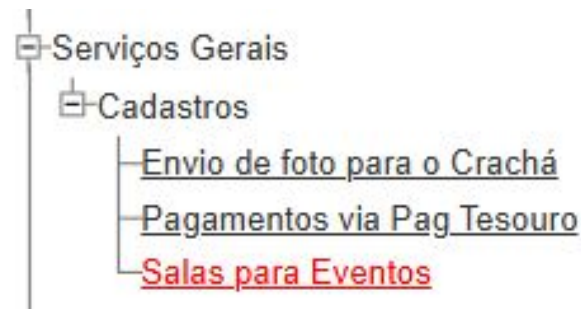 Serviços Gerais
Cadastros
Envio de foto para o Crachá
Pagamentos via Pag Tesouro
Salas para Eventos